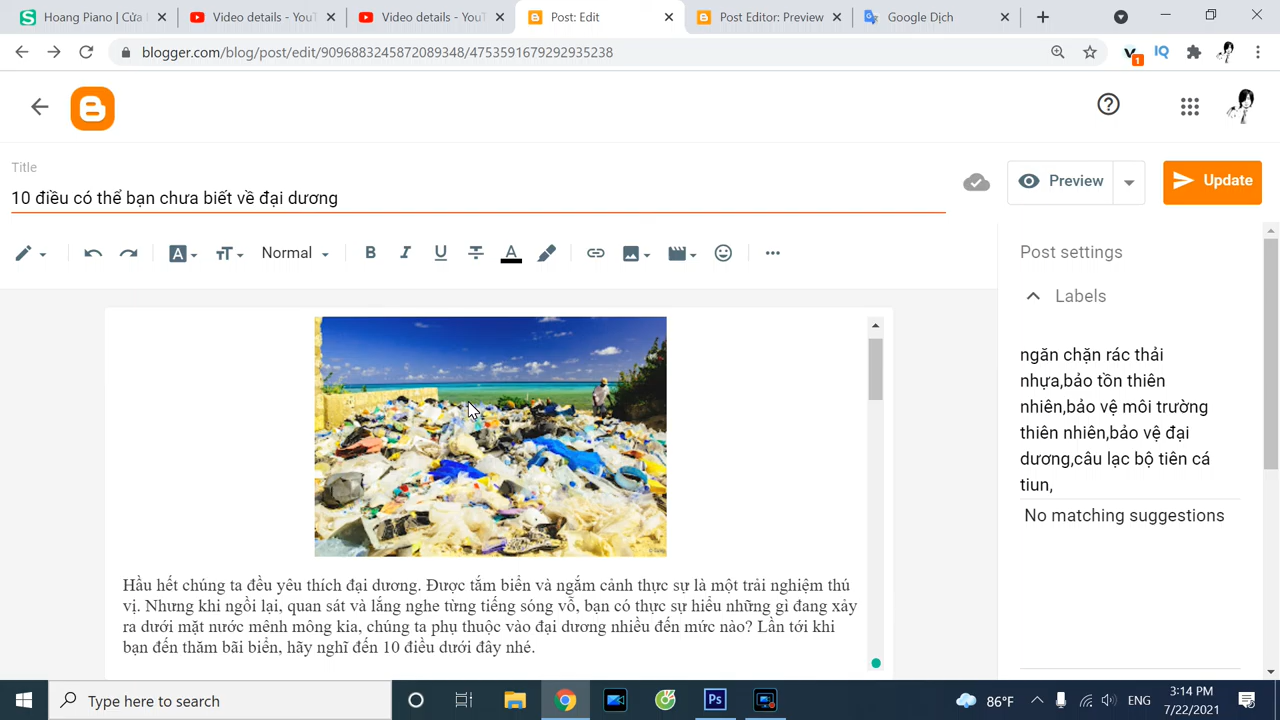 Hoang Piano | Cửa
Video details - YouT
Video details - YouT
Post: Edit
Post Editor: Preview
Google Dịch
blogger.com/blog/post/edit/9096883245872089348/4753591679292935238
1
IQ
Title
10 điều có thể bạn chưa biết về đại dương
Preview
Update
Normal
Post settings
Labels
ngăn chặn rác thải
nhựa,bảo tồn thiên
nhiên,bảo vệ môi trường
thiên nhiên,bảo vệ đại
dương,câu lạc bộ tiên cá
tiun,
No matching suggestions
Hầu hết chúng ta đều yêu thích đại dương. Được tắm biển và ngắm cảnh thực sự là một trải nghiệm thú
vị. Nhưng khi ngồi lại, quan sát và lắng nghe từng tiếng sóng vỗ, bạn có thực sự hiểu những gì đang xảy
ra dưới mặt nước mênh mông kia, chúng ta phụ thuộc vào đại dương nhiều đến mức nào? Lần tới khi
bạn đến thăm bãi biển, hãy nghĩ đến 10 điều dưới đây nhé.
Type here to search
Ps
86°F
ENG
3:14 PM
7/22/2021